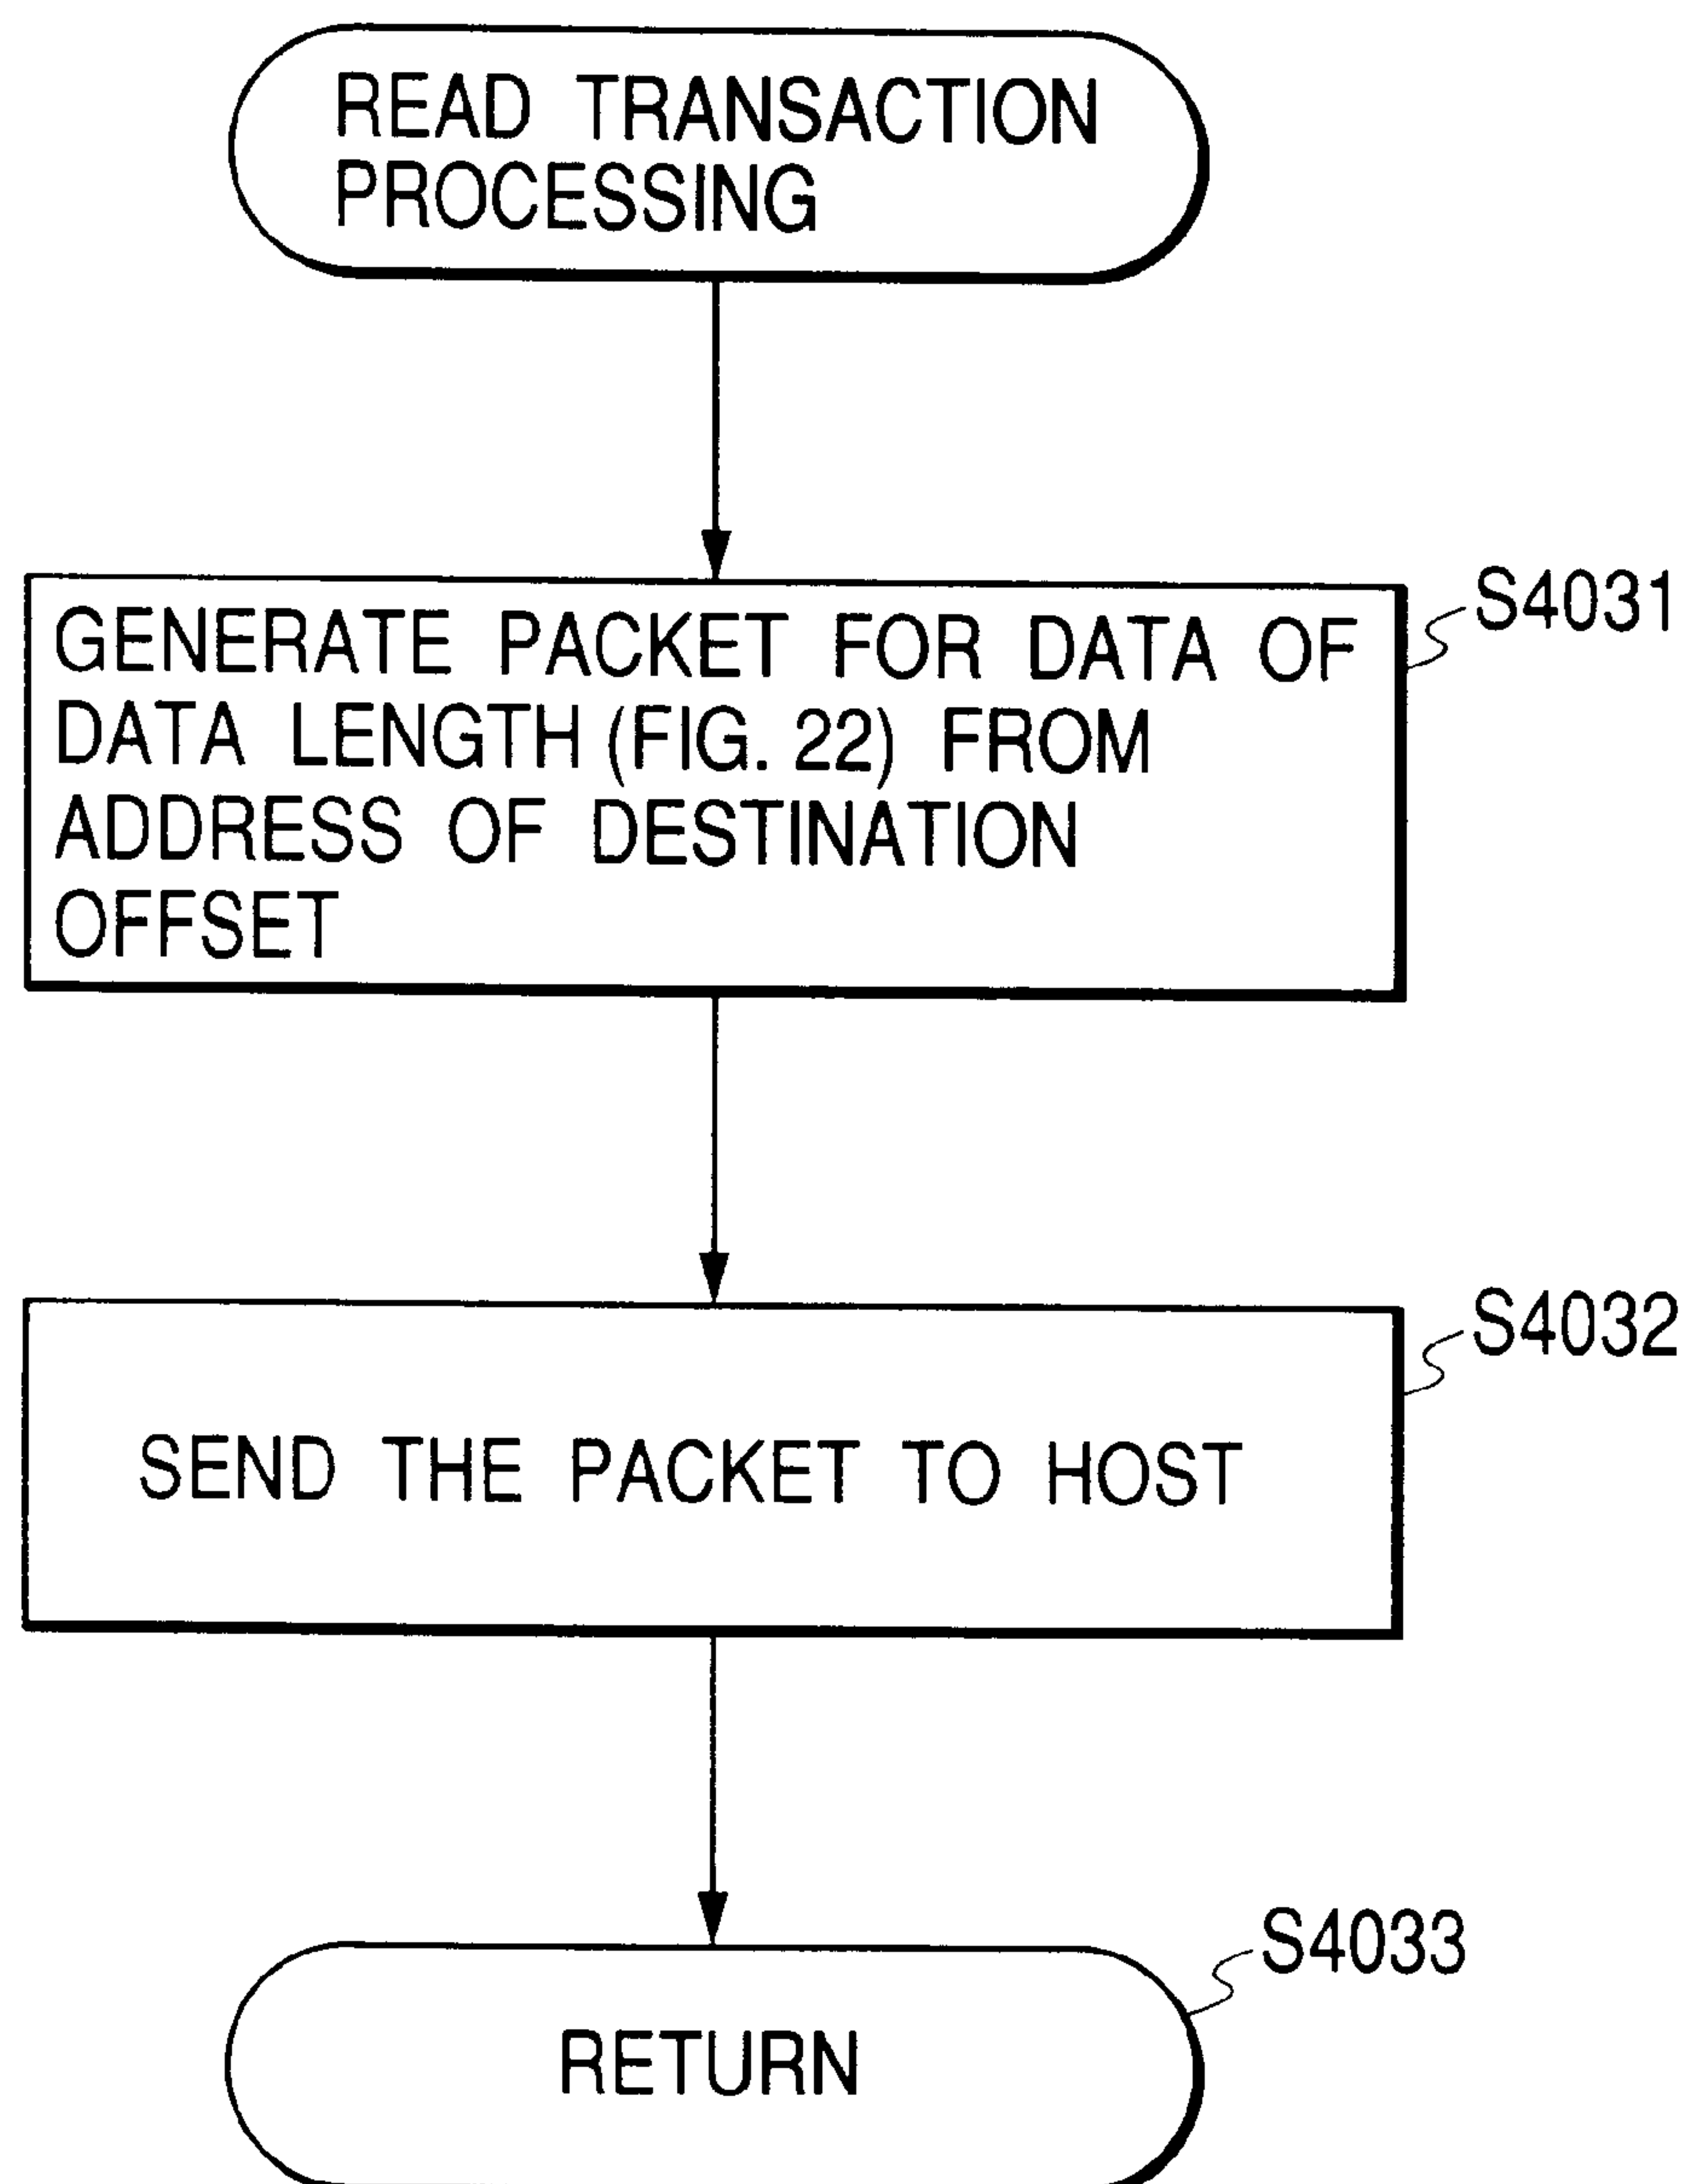 READ TRANSACTION
PROCESSING
S4031
GENERATE PACKET FOR DATA OF
DATA LENGTH (FIG. 22) FROM
ADDRESS OF DESTINATION
OFFSET
S4032
SEND THE PACKET TO HOST
S4033
RETURN